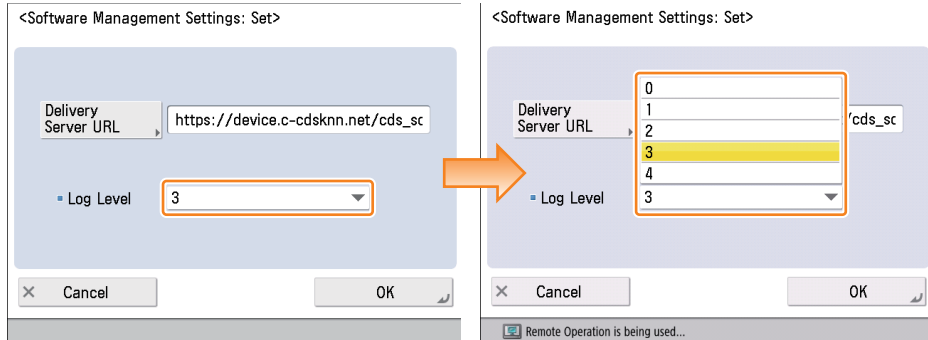 <Software Management Settings: Set>
Delivery
Server URL
https://device.c-cdsknn.net/cds_sc
Log Level
3
Cancel
OK
<Software Management Settings: Set>
0
1
2
3
4
Delivery
Server URL
/cds_sc
Log Level
3
Cancel
OK
Remote Operation is being used...